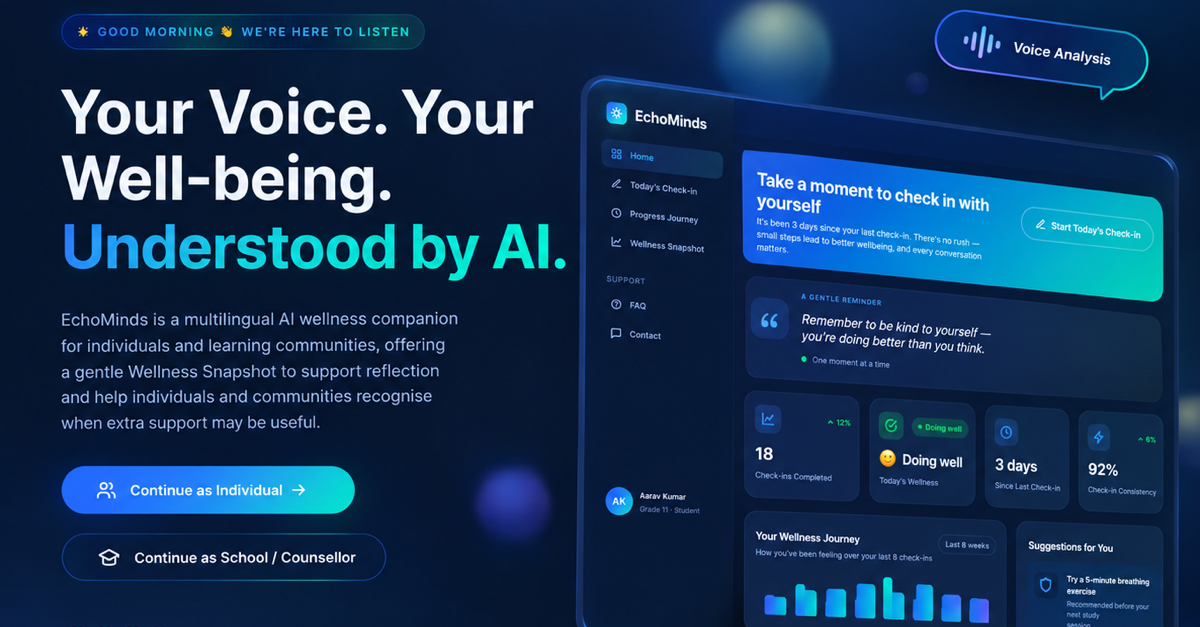 GOOD MORNING 👋 WE'RE HERE TO LISTEN
Your Voice. Your
Well-being.
Understood by AI.
EchoMinds is a multilingual AI wellness companion
for individuals and learning communities, offering
a gentle Wellness Snapshot to support reflection
and help individuals and communities recognise
when extra support may be useful.
Continue as Individual →
Continue as School / Counsellor
Voice Analysis
EchoMinds
Home
Today's Check-in
Progress Journey
Wellness Snapshot
SUPPORT
FAQ
Contact
AK
Aarav Kumar
Grade 11 · Student
Take a moment to check in with
yourself
It's been 3 days since your last check-in. There's no rush —
small steps lead to better wellbeing, and every conversation
matters.
Start Today's Check-in
A GENTLE REMINDER
Remember to be kind to yourself —
you're doing better than you think.
One moment at a time
12%
18
Check-ins Completed
Doing well
Doing well
Today's Wellness
3 days
Since Last Check-in
6%
92%
Check-in Consistency
Your Wellness Journey
How you've been feeling over your last 8 check-ins
Last 8 weeks
Suggestions for You
Try a 5-minute breathing
exercise
Recommended before your
next study
session